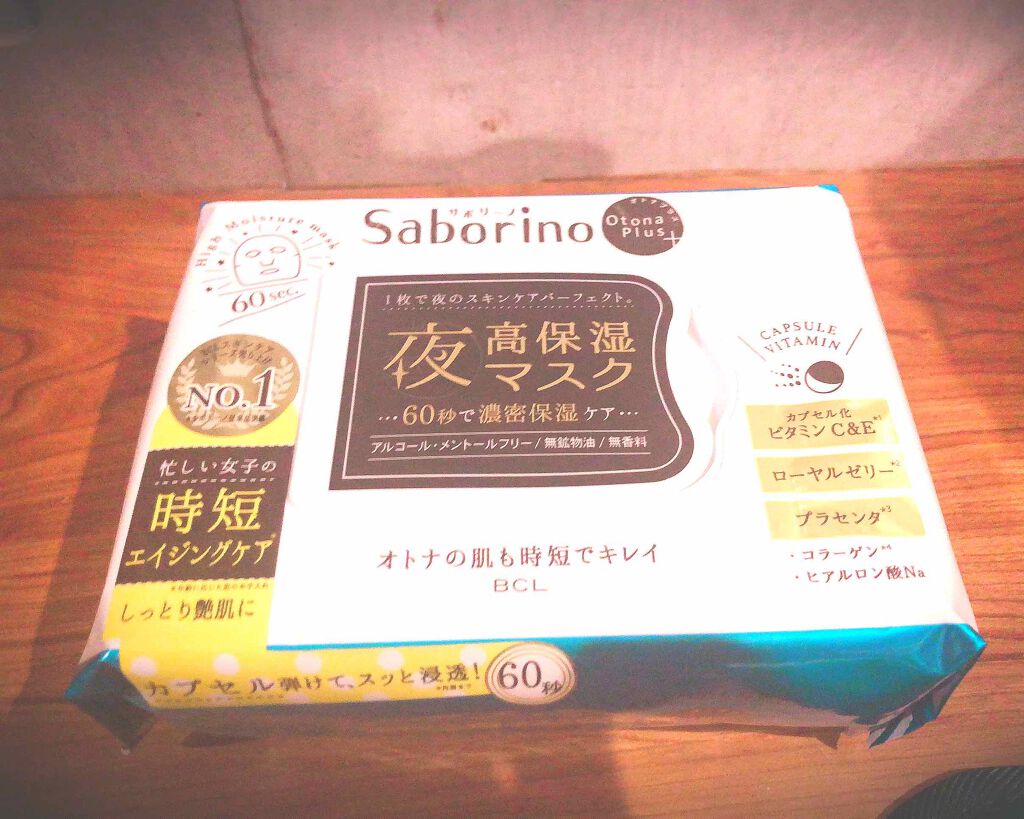 High Moisture mask
60 sec.
サボリーノ
Saborino
オトナプラス
Otona
Plus+
1枚で夜のスキンケアパーフェクト。
夜 高保湿
マスク
…60秒で濃密保湿ケア…
アルコール・メントールフリー / 無鉱物油 / 無香料
NO.1
忙しい女子の
時短
エイジングケア*
しっとり艶肌に
CAPSULE
VITAMIN
カプセル化
ビタミンC&E*1
ローヤルゼリー*2
プラセンタ*3
・コラーゲン*4
・ヒアルロン酸Na
オトナの肌も時短でキレイ
BCL
カプセル弾けて、スッと浸透!
60秒